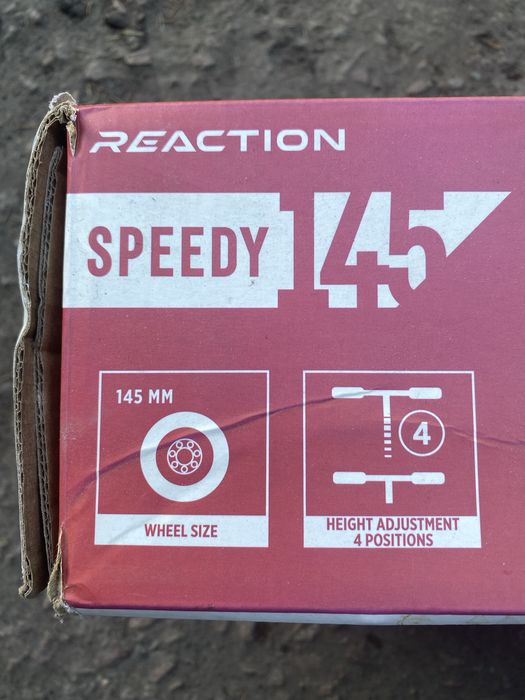 REACTION
SPEEDY 145
145 MM
WHEEL SIZE
4
HEIGHT ADJUSTMENT
4 POSITIONS